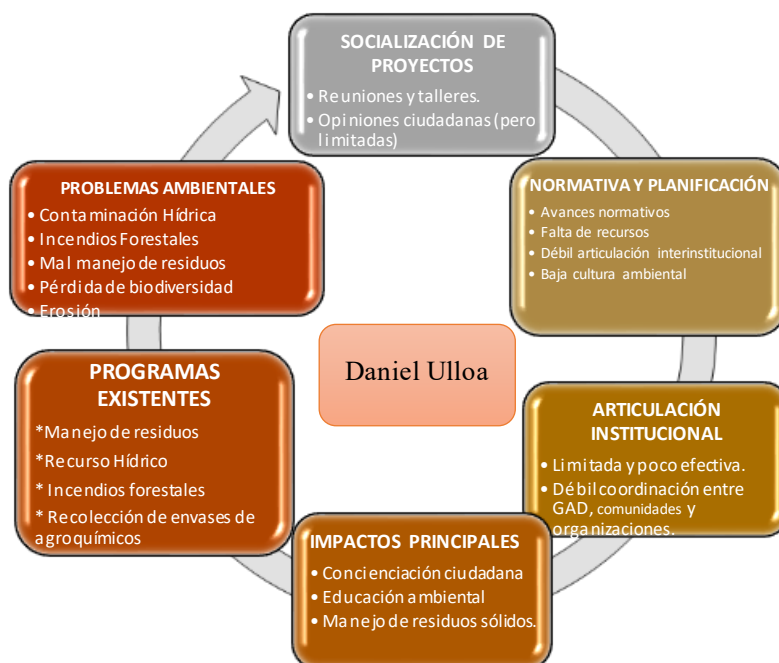 SOCIALIZACIÓN DE
PROYECTOS
• Reuniones y talleres.
• Opiniones ciudadanas (pero
limitadas)
NORMATIVA Y PLANIFICACIÓN
• Avances normativos
• Falta de recursos
• Débil articulación interinstitucional
• Baja cultura ambiental
ARTICULACIÓN
INSTITUCIONAL
• Limitada y poco efectiva.
• Débil coordinación entre
GAD, comunidades y
organizaciones.
IMPACTOS PRINCIPALES
• Concienciación ciudadana
• Educación ambiental
• Manejo de residuos sólidos.
PROGRAMAS
EXISTENTES
*Manejo de residuos
*Recurso Hídrico
* Incendios forestales
* Recolección de envases de
agroquímicos
PROBLEMAS AMBIENTALES
• Contaminación Hídrica
• Incendios Forestales
• Mal manejo de residuos
• Pérdida de biodiversidad
• Erosión
Daniel Ulloa